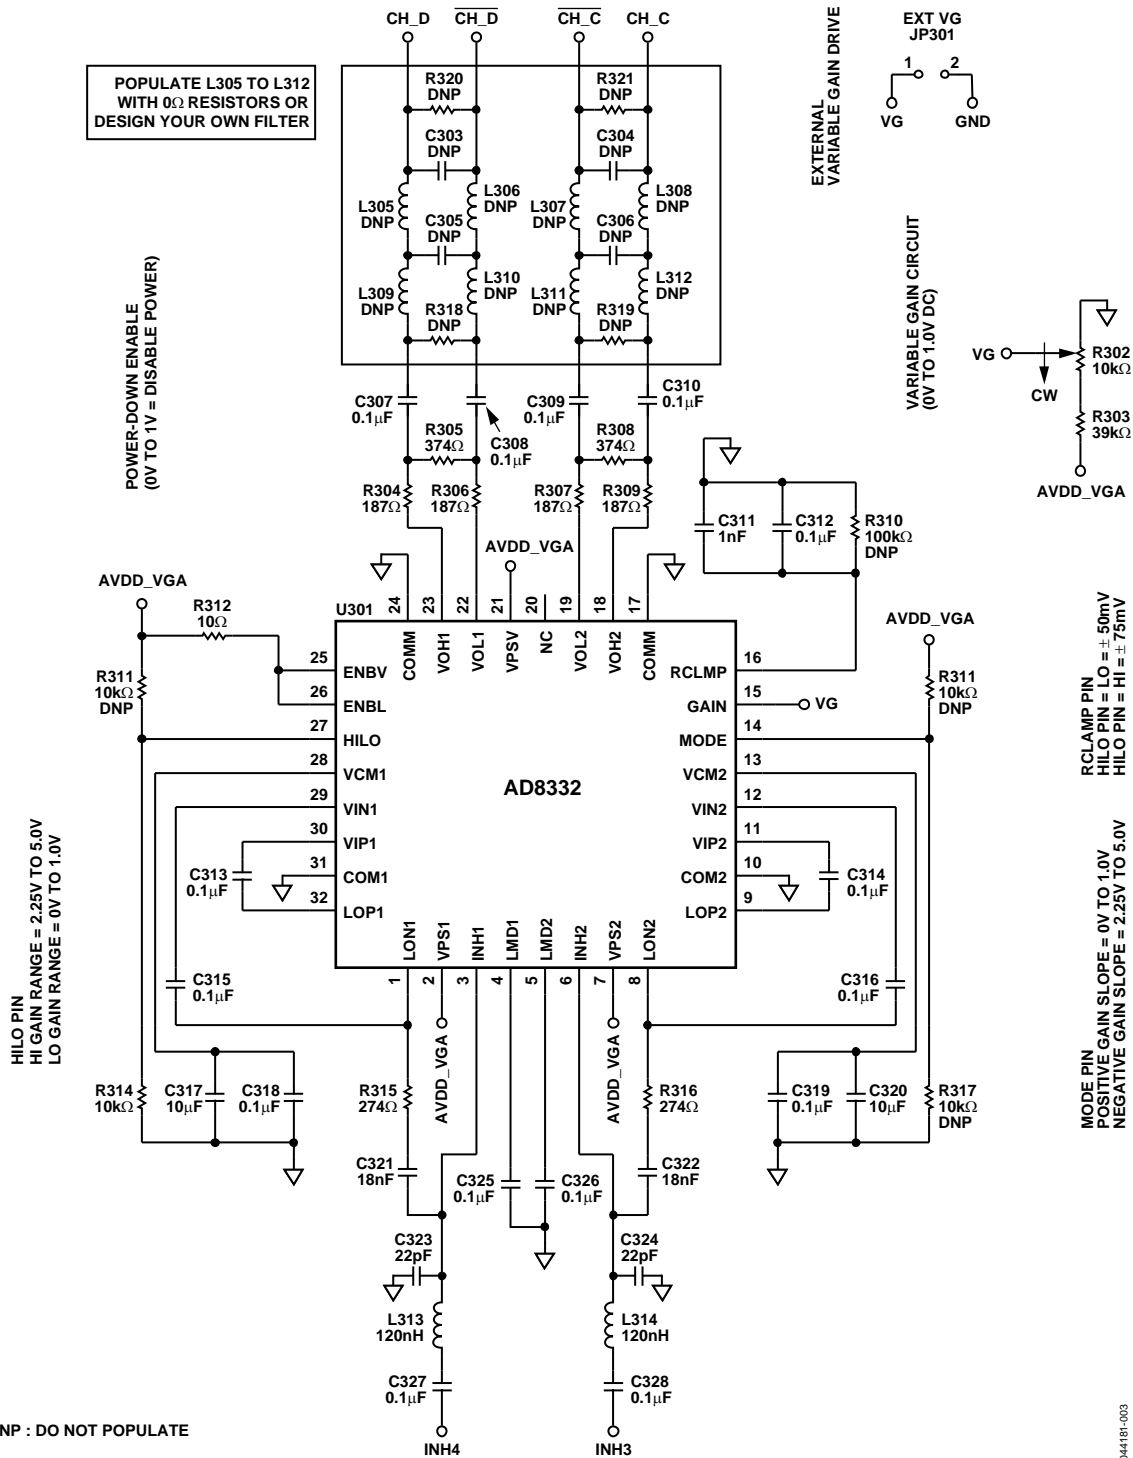 CH_D
CH_D
CH_C
CH_C
POPULATE L305 TO L312
WITH 0Ω RESISTORS OR
DESIGN YOUR OWN FILTER
R320
DNP
R321
DNP
C303
DNP
C304
DNP
L305
DNP
L306
DNP
L307
DNP
L308
DNP
C305
DNP
C306
DNP
L309
DNP
L310
DNP
L311
DNP
L312
DNP
R318
DNP
R319
DNP
EXTERNAL
VARIABLE GAIN DRIVE
EXT VG
JP301
1
2
VG
GND
POWER-DOWN ENABLE
(0V TO 1V = DISABLE POWER)
VARIABLE GAIN CIRCUIT
(0V TO 1.0V DC)
VG
CW
R302
10kΩ
R303
39kΩ
AVDD_VGA
C307
0.1μF
C308
0.1μF
C309
0.1μF
C310
0.1μF
R305
374Ω
R308
374Ω
R304
187Ω
R306
187Ω
R307
187Ω
R309
187Ω
C311
1nF
C312
0.1μF
R310
100kΩ
DNP
AVDD_VGA
AVDD_VGA
R312
10Ω
R311
10kΩ
DNP
U301
24
23
22
21
20
19
18
17
COMM
VOH1
VOL1
VPSV
NC
VOL2
VOH2
COMM
AVDD_VGA
R311
10kΩ
DNP
25
ENBV
26
ENBL
27
HILO
28
VCM1
29
VIN1
30
VIP1
31
COM1
32
LOP1
AD8332
RCLMP
16
GAIN
15
VG
MODE
14
VCM2
13
VIN2
12
VIP2
11
COM2
10
LOP2
9
LON1
VPS1
INH1
LMD1
LMD2
INH2
VPS2
LON2
1
2
3
4
5
6
7
8
RCLAMP PIN
HILO PIN = LO = ± 50mV
HILO PIN = HI = ± 75mV
HILO PIN
HI GAIN RANGE = 2.25V TO 5.0V
LO GAIN RANGE = 0V TO 1.0V
MODE PIN
POSITIVE GAIN SLOPE = 0V TO 1.0V
NEGATIVE GAIN SLOPE = 2.25V TO 5.0V
C313
0.1μF
C314
0.1μF
C315
0.1μF
C316
0.1μF
AVDD_VGA
AVDD_VGA
R314
10kΩ
C317
10μF
C318
0.1μF
R315
274Ω
R316
274Ω
C319
0.1μF
C320
10μF
R317
10kΩ
DNP
C321
18nF
C325
0.1μF
C326
0.1μF
C322
18nF
C323
22pF
C324
22pF
L313
120nH
L314
120nH
C327
0.1μF
C328
0.1μF
INH4
INH3
NP : DO NOT POPULATE
044181-003